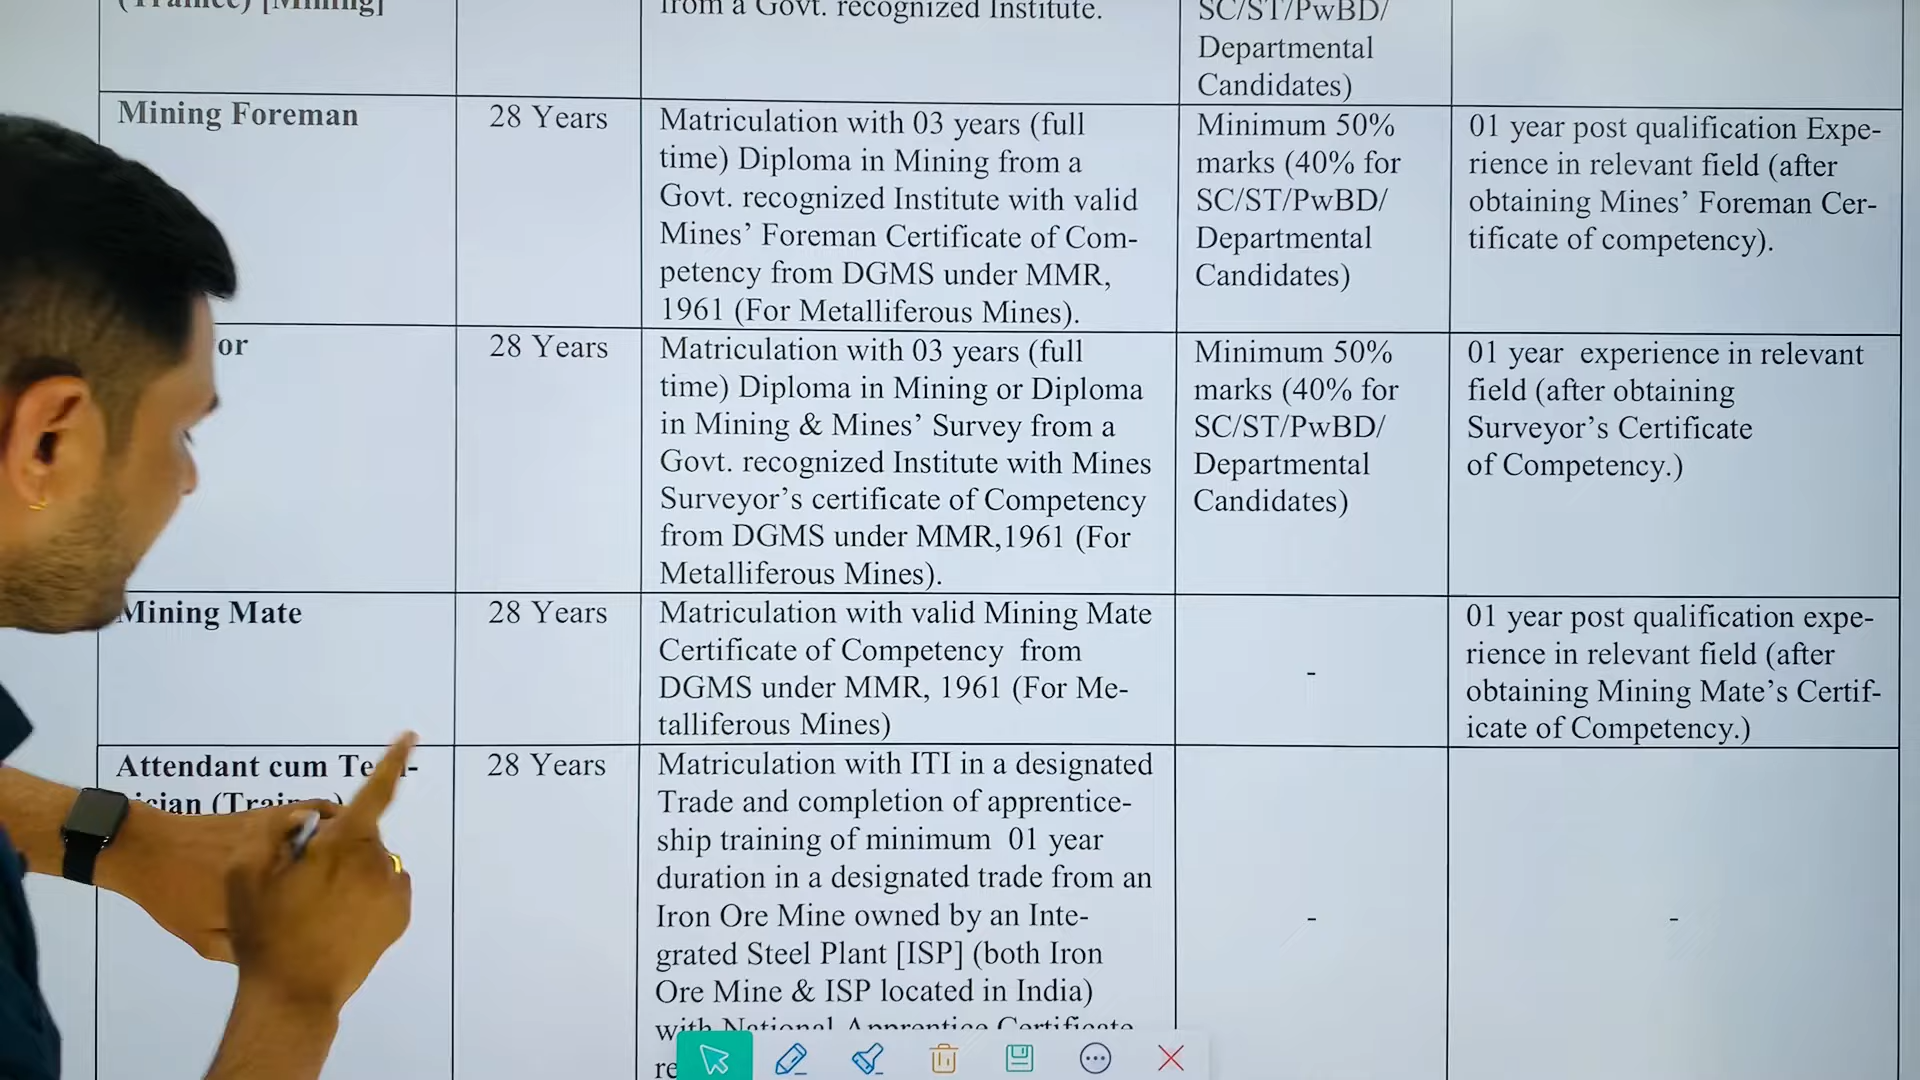 (Trainee) [Mining]
from a Govt. recognized Institute.
SC/ST/PwBD/
Departmental
Candidates)
Mining Foreman
28 Years
Matriculation with 03 years (full
time) Diploma in Mining from a
Govt. recognized Institute with valid
Mines’ Foreman Certificate of Com-
petency from DGMS under MMR,
1961 (For Metalliferous Mines).
Minimum 50%
marks (40% for
SC/ST/PwBD/
Departmental
Candidates)
01 year post qualification Expe-
rience in relevant field (after
obtaining Mines’ Foreman Cer-
tificate of competency).
28 Years
Matriculation with 03 years (full
time) Diploma in Mining or Diploma
in Mining & Mines’ Survey from a
Govt. recognized Institute with Mines
Surveyor’s certificate of Competency
from DGMS under MMR,1961 (For
Metalliferous Mines).
Minimum 50%
marks (40% for
SC/ST/PwBD/
Departmental
Candidates)
01 year experience in relevant
field (after obtaining
Surveyor’s Certificate
of Competency.)
Mining Mate
28 Years
Matriculation with valid Mining Mate
Certificate of Competency from
DGMS under MMR, 1961 (For Me-
talliferous Mines)
-
01 year post qualification expe-
rience in relevant field (after
obtaining Mining Mate’s Certif-
icate of Competency.)
Attendant cum
28 Years
Matriculation with ITI in a designated
Trade and completion of apprentice-
ship training of minimum 01 year
duration in a designated trade from an
Iron Ore Mine owned by an Inte-
grated Steel Plant [ISP] (both Iron
Ore Mine & ISP located in India)
with National Apprentice Certificate
-
-